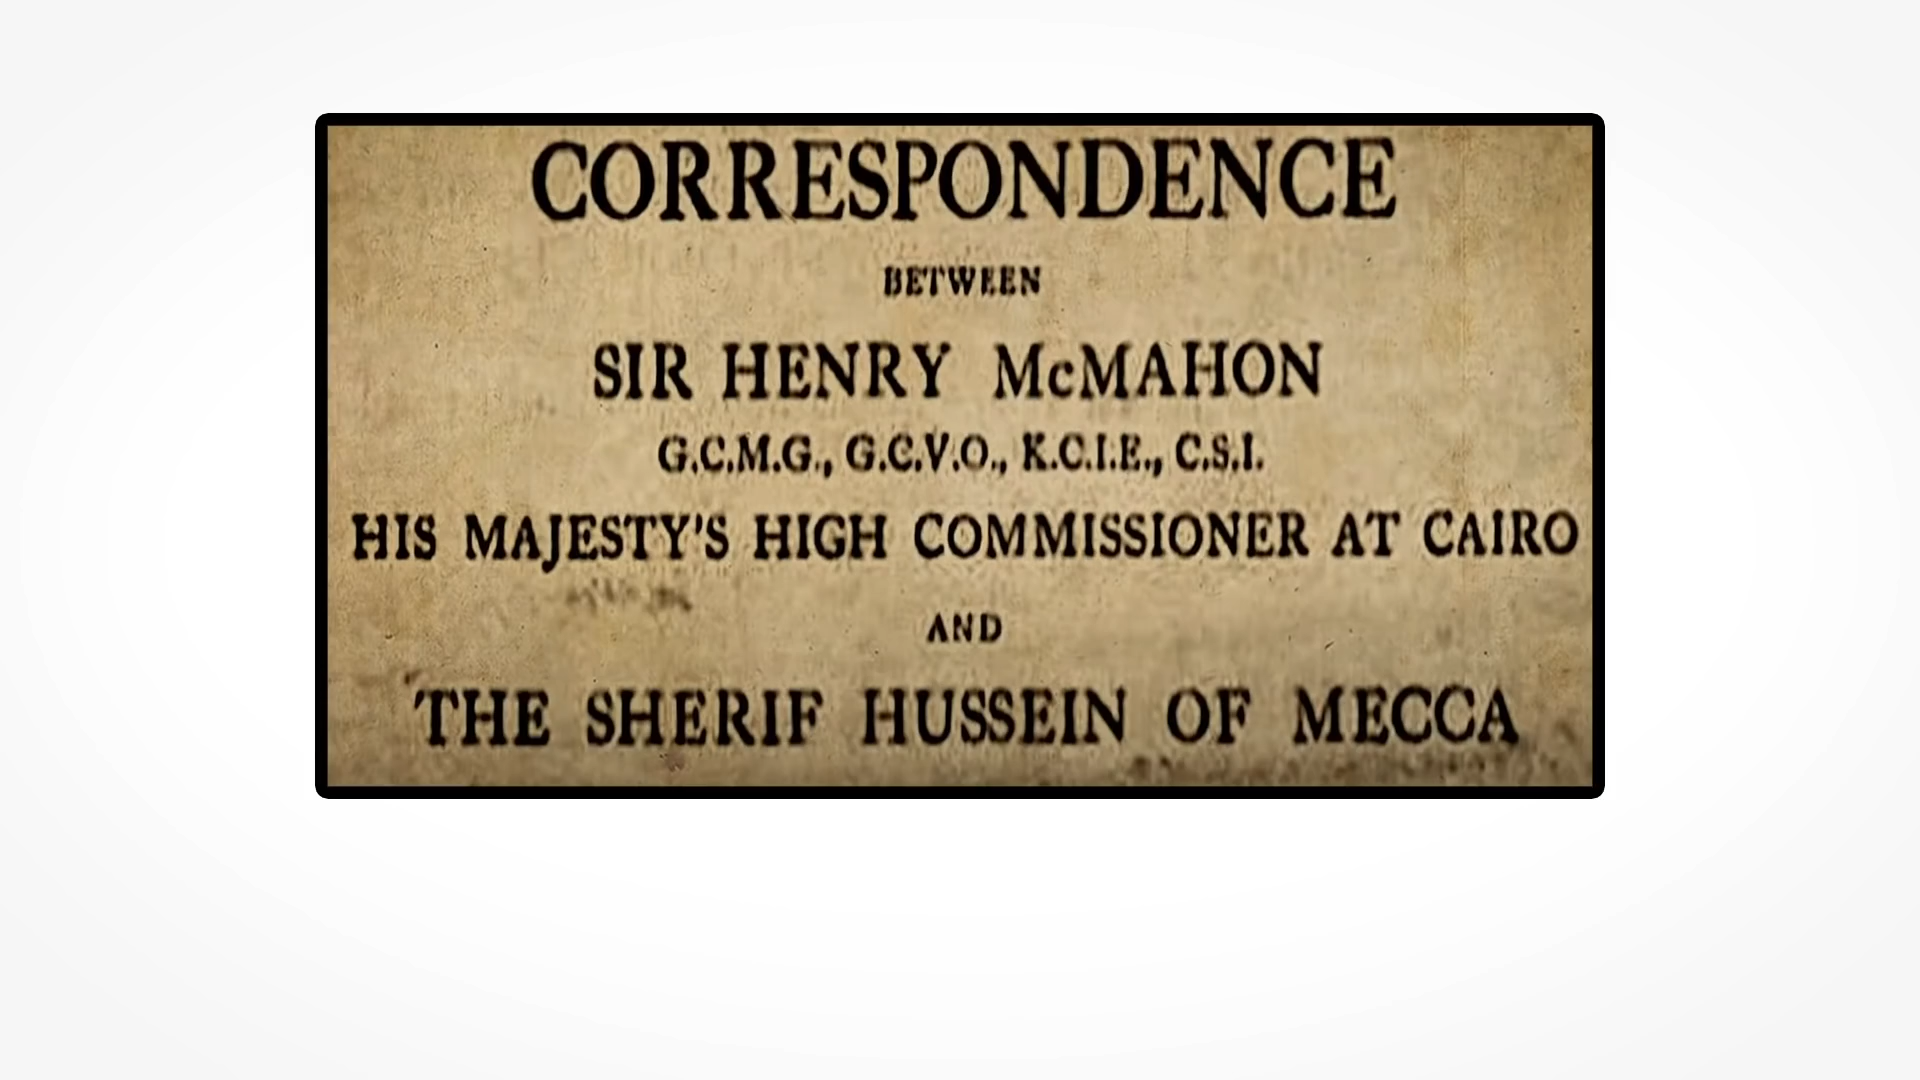 CORRESPONDENCE
BETWEEN
SIR HENRY McMAHON
G.C.M.G., G.C.V.O., K.C.I.E., C.S.I.
HIS MAJESTY'S HIGH COMMISSIONER AT CAIRO
AND
THE SHERIF HUSSEIN OF MECCA